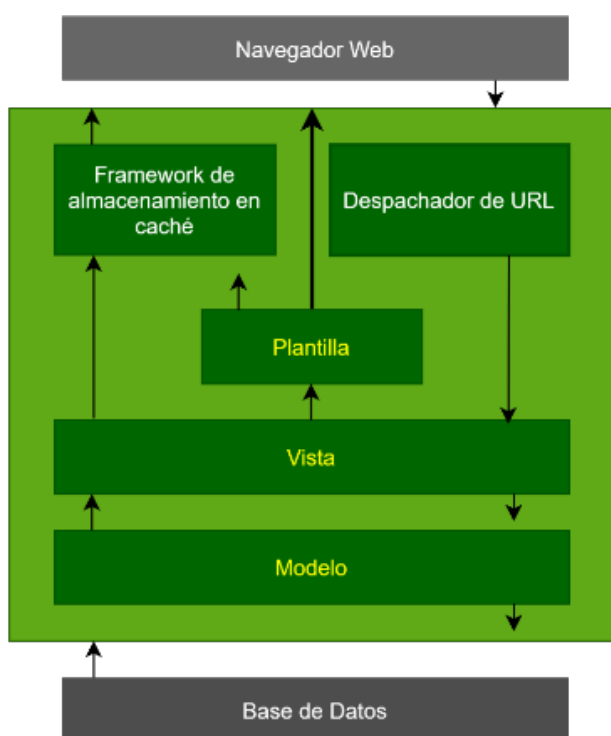 Navegador Web
Framework de
almacenamiento en
caché
Despachador de URL
Plantilla
Vista
Modelo
Base de Datos